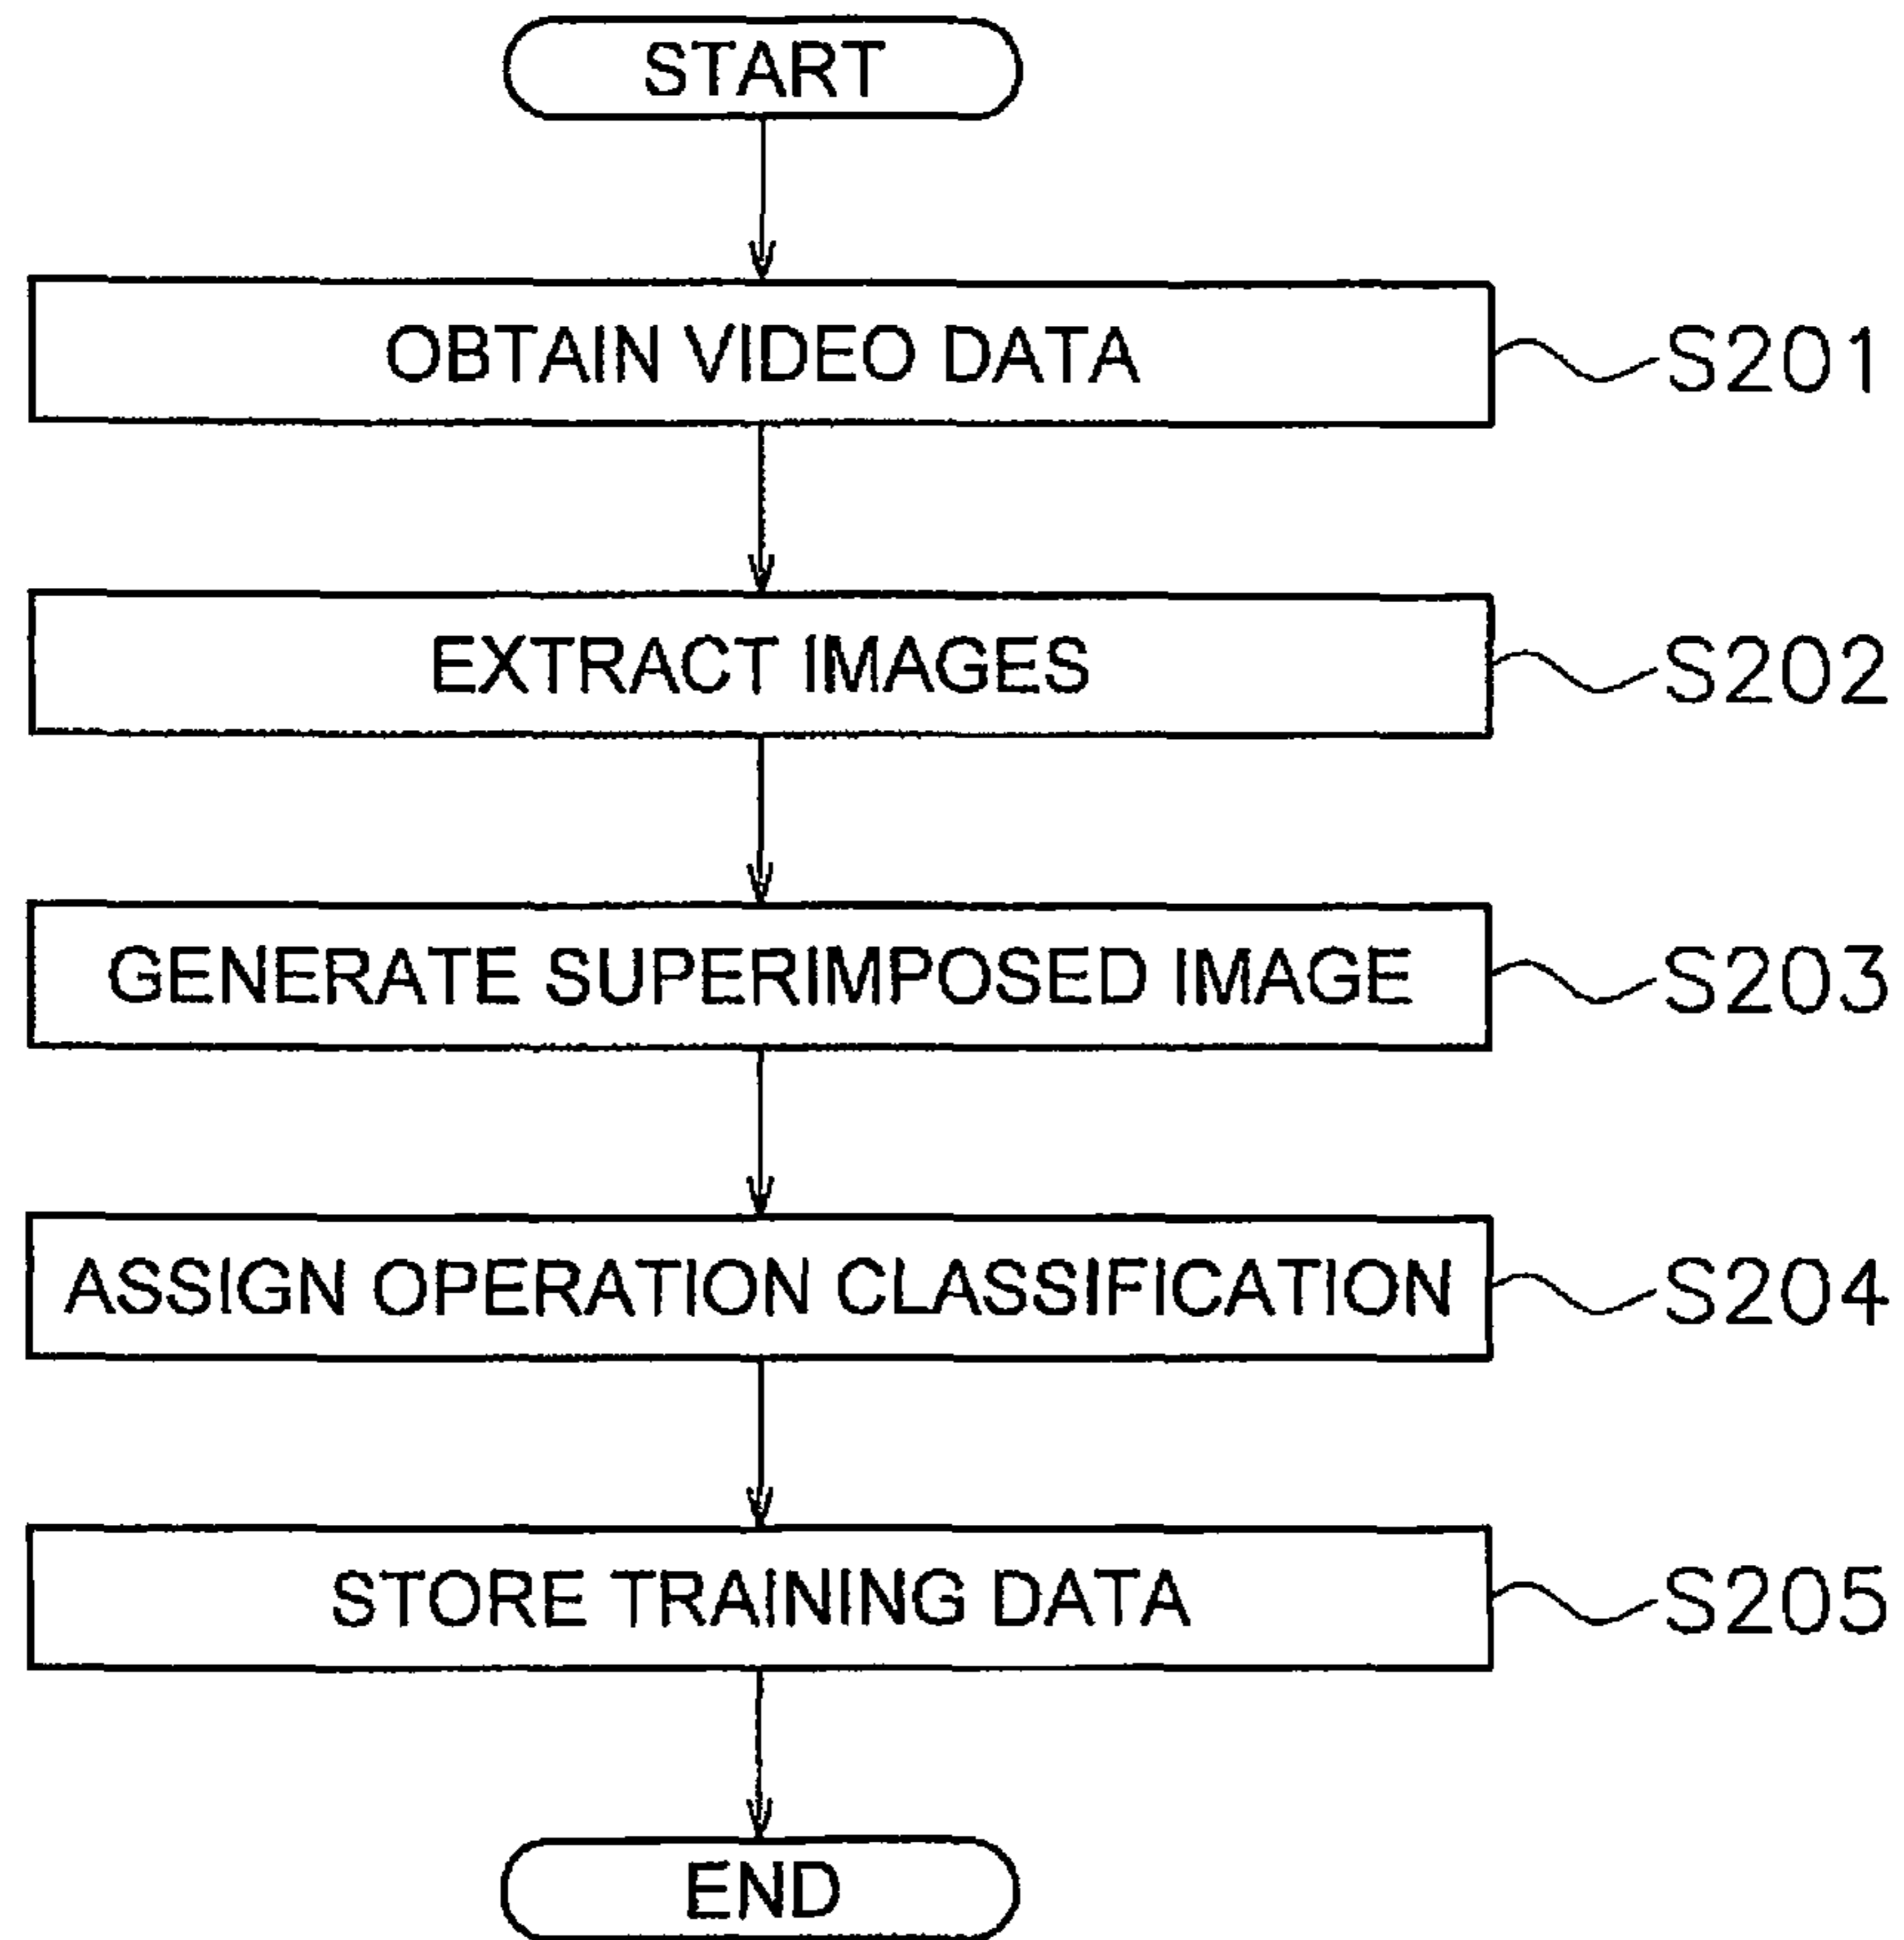 START
OBTAIN VIDEO DATA
S201
EXTRACT IMAGES
S202
GENERATE SUPERIMPOSED IMAGE
S203
ASSIGN OPERATION CLASSIFICATION
S204
STORE TRAINING DATA
S205
END